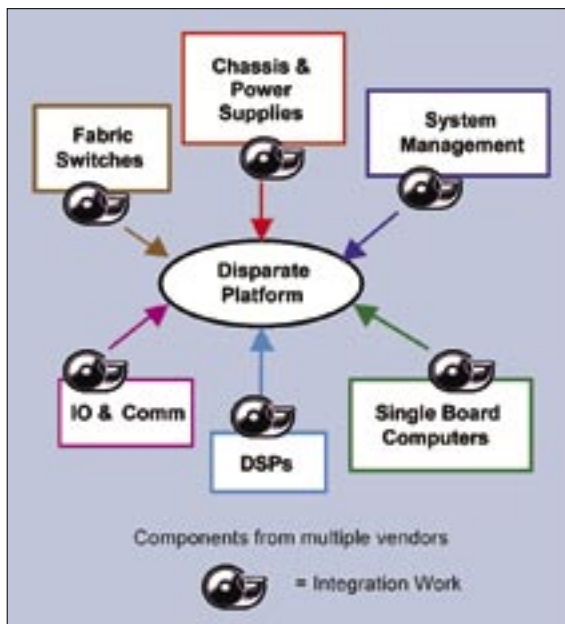 Chassis &
Power
Supplies
Fabric
Switches
System
Management
Disparate
Platform
IO & Comm
DSPs
Single Board
Computers
Components from multiple vendors
= Integration Work